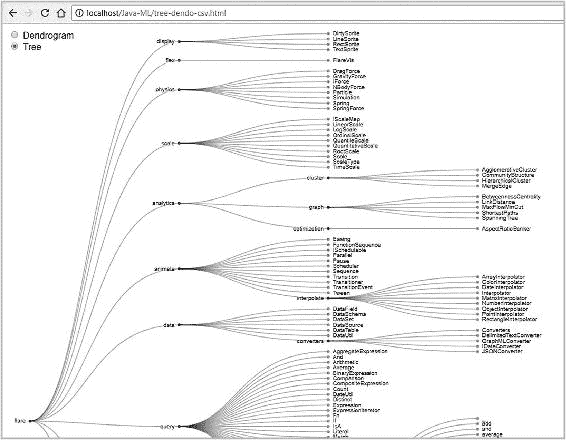 localhost/Java-ML/tree-dendo-csv.html
Dendrogram
Tree
display
DirtySprite
LineSprite
RectSprite
TextSprite
flex
FlareVis
physics
DragForce
GravityForce
IForce
NBodyForce
Particle
Simulation
Spring
SpringForce
scale
IScaleMap
LinearScale
LogScale
OrdinalScale
QuantileScale
QuantitativeScale
RootScale
Scale
ScaleType
TimeScale
analytics
cluster
AgglomerativeCluster
CommunityStructure
HierarchicalCluster
MergeEdge
graph
BetweennessCentrality
LinkDistance
MaxFlowMinCut
ShortestPaths
SpanningTree
optimization
AspectRatioBanker
animate
Easing
FunctionSequence
ISchedulable
Parallel
Pause
Scheduler
Sequence
Transition
Transitioner
TransitionEvent
Tween
interpolate
ArrayInterpolator
ColorInterpolator
DateInterpolator
Interpolator
MatrixInterpolator
NumberInterpolator
ObjectInterpolator
PointInterpolator
RectangleInterpolator
data
DataField
DataSchema
DataSet
DataSource
DataTable
DataUtil
converters
Converters
DelimitedTextConverter
GraphMLConverter
IDataConverter
JSONConverter
flare
query
AggregateExpression
And
Arithmetic
Average
BinaryExpression
Comparison
CompositeExpression
Count
DateUtil
Distinct
Expression
ExpressionIterator
Fn
If
IsA
Literal
Match
add
and
average